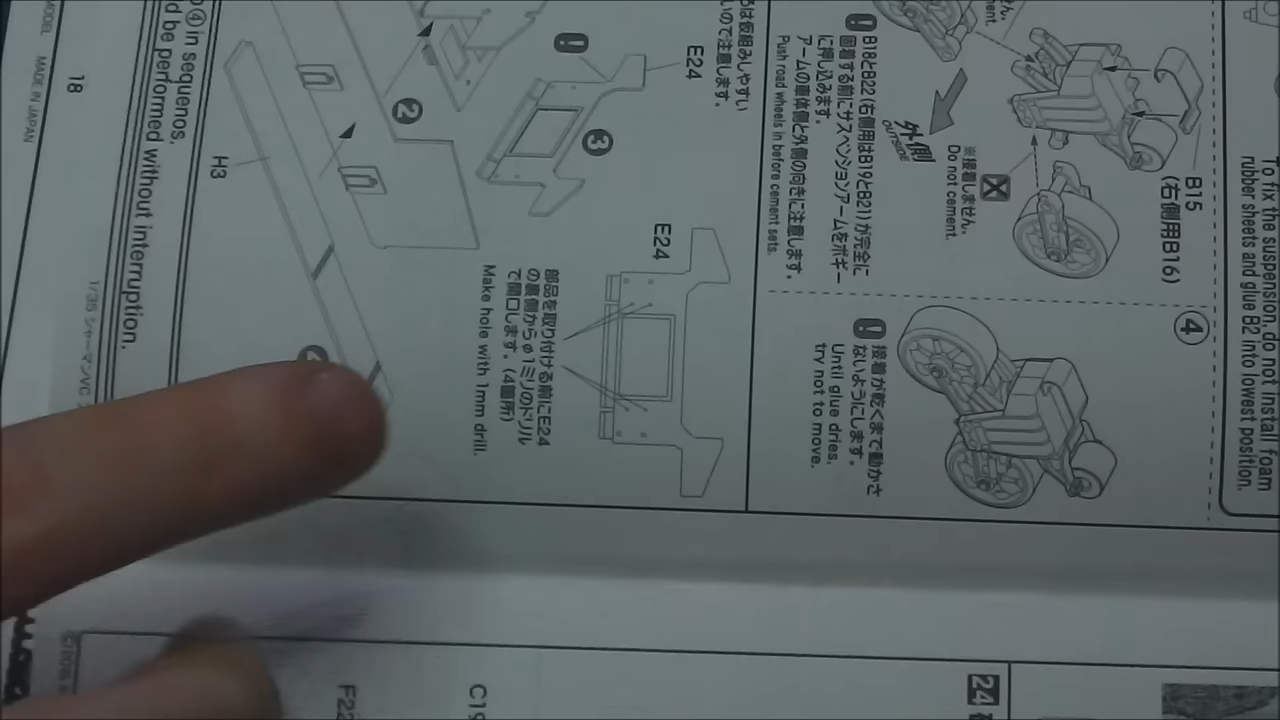 To fix the suspension, do not install foam
rubber sheets and glue B2 into lowest position.
B15
(右側用B16)
※接着しません。
Do not cement.
外側
OUTSIDE
B18とB22(右側用はB19とB21)が完全に
固着する前にサスペンションアームをボギー
に押し込みます。
アームの車体側と外側の向きに注意します。
Push road wheels in before cement sets.
④
接着が乾くまで動かさ
ないようにします。
Until glue dries,
try not to move.
は仮組みしやすい
いので注意します。
E24
❸
❷
E24
部品を取り付ける前にE24
の裏側からφ1ミリのドリル
で開口します。(4箇所)
Make hole with 1mm drill.
H3
④ in sequenos,
d be performed without interruption.
18
MODEL MADE IN JAPAN
1/35 シャーマンVC
24
C19
F22